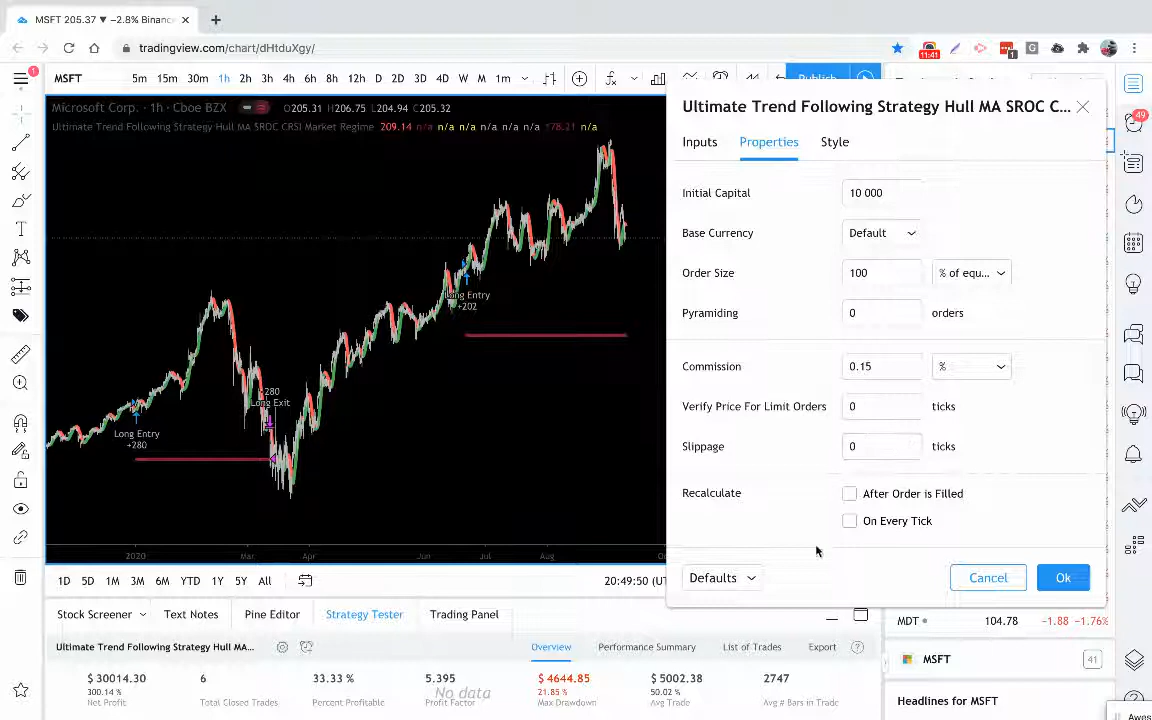 MSFT 205.37 ▼ −2.8% Binanc
tradingview.com/chart/dHtduXgy/
11:41
1
G
1
MSFT
5m 15m 30m 1h 2h 3h 4h 6h 8h 12h D 2D 3D 4D W M 1m
Publish
Microsoft Corp. · 1h · Cboe BZX O205.31 H206.75 L204.94 C205.32
Ultimate Trend Following Strategy Hull MA SROC CRSI Market Regime 209.14 n/a n/a n/a n/a n/a n/a 178.21 n/a
Long Entry
+280
-280
Long Exit
Long Entry
+202
2020 Mar Apr Jun Jul Aug
1D 5D 1M 3M 6M YTD 1Y 5Y All
20:49:50 (UT
Ultimate Trend Following Strategy Hull MA SROC C...
Inputs Properties Style
Initial Capital 10 000
Base Currency Default
Order Size 100 % of equ...
Pyramiding 0 orders
Commission 0.15 %
Verify Price For Limit Orders 0 ticks
Slippage 0 ticks
Recalculate After Order is Filled
On Every Tick
Defaults Cancel Ok
49
Stock Screener Text Notes Pine Editor Strategy Tester Trading Panel
Ultimate Trend Following Strategy Hull MA...
Overview Performance Summary List of Trades Export
$ 30014.30 6 33.33 % 5.395 $ 4644.85 $ 5002.38 2747
300.14 % 21.85 % 50.02 %
Net Profit Total Closed Trades Percent Profitable Profit Factor Max Drawdown Avg Trade Avg # Bars in Trade
No data
MDT 104.78 −1.88 −1.76%
MSFT 41
Headlines for MSFT
Awes